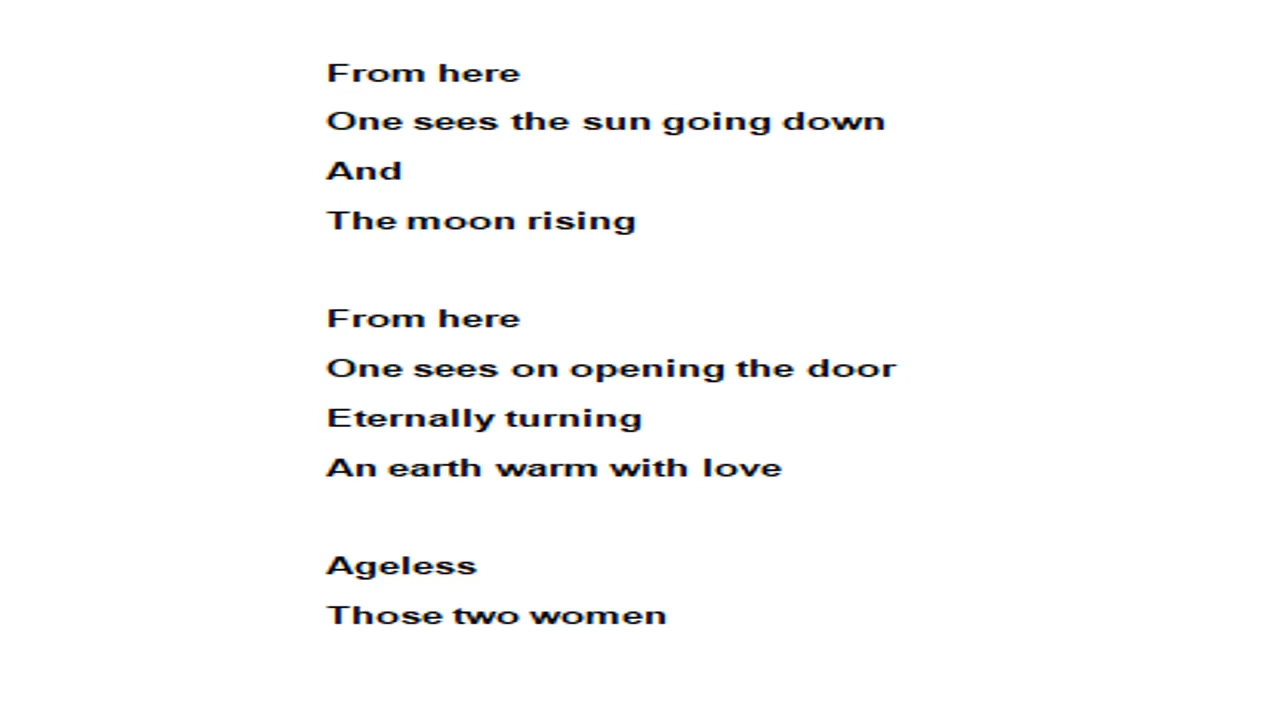 From here
One sees the sun going down
And
The moon rising
From here
One sees on opening the door
Eternally turning
An earth warm with love
Ageless
Those two women